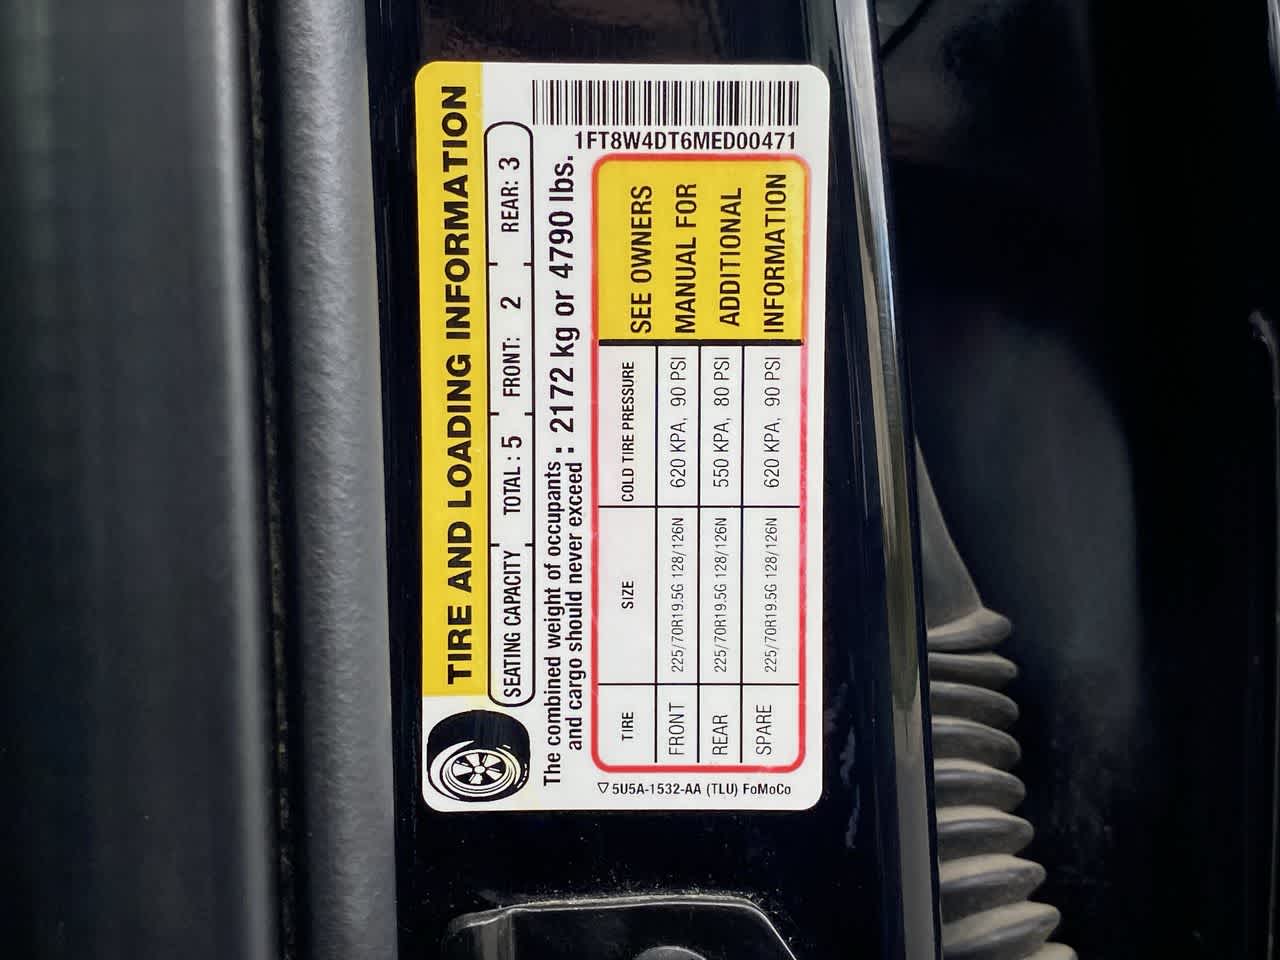 TIRE AND LOADING INFORMATION
SEATING CAPACITY TOTAL : 5 FRONT: 2 REAR: 3
The combined weight of occupants
and cargo should never exceed : 2172 kg or 4790 lbs.
1FT8W4DT6MED00471
TIRE SIZE COLD TIRE PRESSURE
FRONT 225/70R19.5G 128/126N 620 KPA, 90 PSI
REAR 225/70R19.5G 128/126N 550 KPA, 80 PSI
SPARE 225/70R19.5G 128/126N 620 KPA, 90 PSI
SEE OWNERS
MANUAL FOR
ADDITIONAL
INFORMATION
▽ 5U5A-1532-AA (TLU) FoMoCo